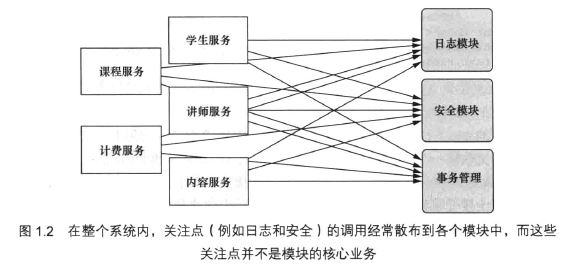 学生服务
日志模块
课程服务
讲师服务
安全模块
计费服务
内容服务
事务管理
图 1.2 在整个系统内，关注点（例如日志和安全）的调用经常散布到各个模块中，而这些
关注点并不是模块的核心业务